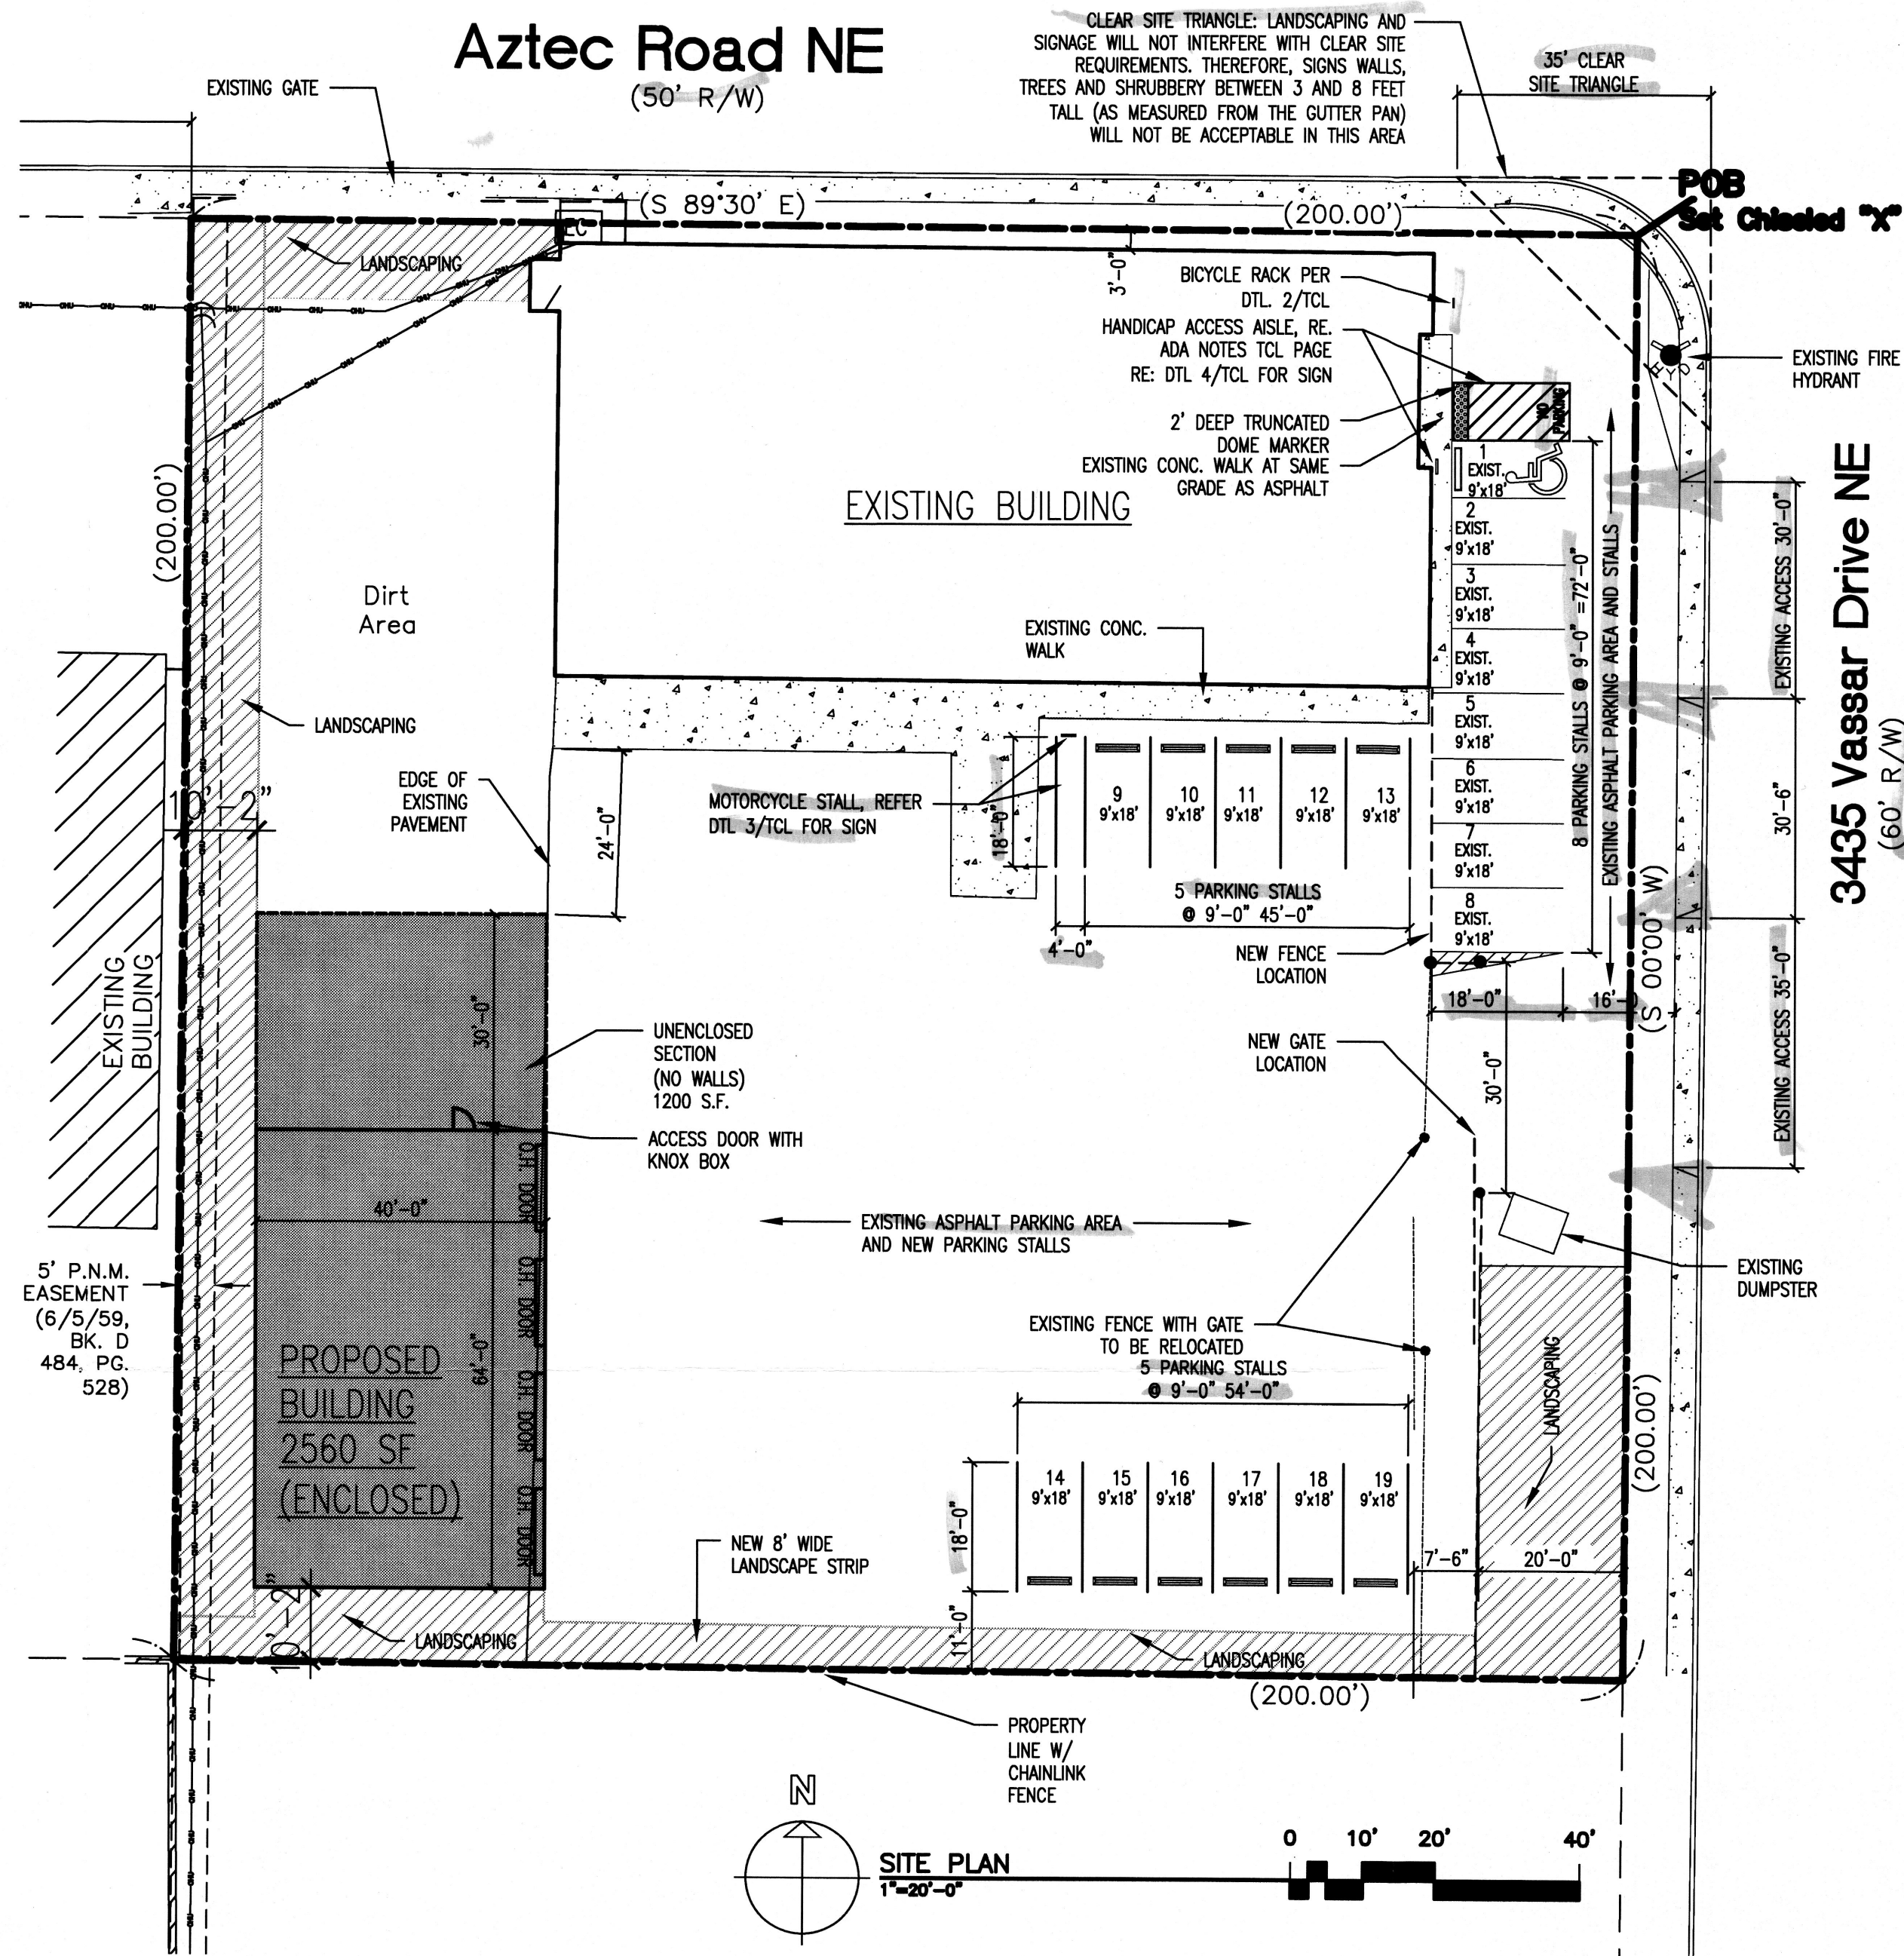 Aztec Road NE
(50' R/W)
EXISTING GATE
CLEAR SITE TRIANGLE: LANDSCAPING AND
SIGNAGE WILL NOT INTERFERE WITH CLEAR SITE
REQUIREMENTS. THEREFORE, SIGNS WALLS,
TREES AND SHRUBBERY BETWEEN 3 AND 8 FEET
TALL (AS MEASURED FROM THE GUTTER PAN)
WILL NOT BE ACCEPTABLE IN THIS AREA
35' CLEAR
SITE TRIANGLE
POB
Set Chiseled "X"
(S 89°30' E)
(200.00')
EC
LANDSCAPING
3'-0"
BICYCLE RACK PER
DTL. 2/TCL
HANDICAP ACCESS AISLE, RE.
ADA NOTES TCL PAGE
RE: DTL 4/TCL FOR SIGN
2' DEEP TRUNCATED
DOME MARKER
EXISTING CONC. WALK AT SAME
GRADE AS ASPHALT
NO
PARKING
HYD
EXISTING FIRE
HYDRANT
OHU OHU OHU OHU OHU OHU
(200.00')
EXISTING BUILDING
Dirt
Area
1
EXIST.
9'x18'
2
EXIST.
9'x18'
3
EXIST.
9'x18'
4
EXIST.
9'x18'
5
EXIST.
9'x18'
6
EXIST.
9'x18'
7
EXIST.
9'x18'
8
EXIST.
9'x18'
8 PARKING STALLS @ 9'-0" =72'-0"
EXISTING ASPHALT PARKING AREA AND STALLS
EXISTING ACCESS 30'-0"
30'-6"
EXISTING ACCESS 35'-0"
3435 Vassar Drive NE
(60' R/W)
EXISTING CONC.
WALK
LANDSCAPING
EDGE OF
EXISTING
PAVEMENT
24'-0"
MOTORCYCLE STALL, REFER
DTL 3/TCL FOR SIGN
18'-0"
9
9'x18'
10
9'x18'
11
9'x18'
12
9'x18'
13
9'x18'
5 PARKING STALLS
@ 9'-0" 45'-0"
4'-0"
NEW FENCE
LOCATION
18'-0"
(S 00°00' W)
NEW GATE
LOCATION
30'-0"
EXISTING
BUILDING
30'-0"
UNENCLOSED
SECTION
(NO WALLS)
1200 S.F.
ACCESS DOOR WITH
KNOX BOX
O.H. DOOR
O.H. DOOR
O.H. DOOR
O.H. DOOR
40'-0"
64'-0"
EXISTING ASPHALT PARKING AREA
AND NEW PARKING STALLS
5' P.N.M.
EASEMENT
(6/5/59,
BK. D
484, PG.
528)
EXISTING
DUMPSTER
EXISTING FENCE WITH GATE
TO BE RELOCATED
5 PARKING STALLS
@ 9'-0" 54'-0"
LANDSCAPING
(200.00')
PROPOSED
BUILDING
2560 SF
(ENCLOSED)
14
9'x18'
15
9'x18'
16
9'x18'
17
9'x18'
18
9'x18'
19
9'x18'
18'-0"
7'-6"
20'-0"
NEW 8' WIDE
LANDSCAPE STRIP
10'-2"
11'-0"
LANDSCAPING
LANDSCAPING
(200.00')
PROPERTY
LINE W/
CHAINLINK
FENCE
N
SITE PLAN
1"=20'-0"
0 10' 20' 40'